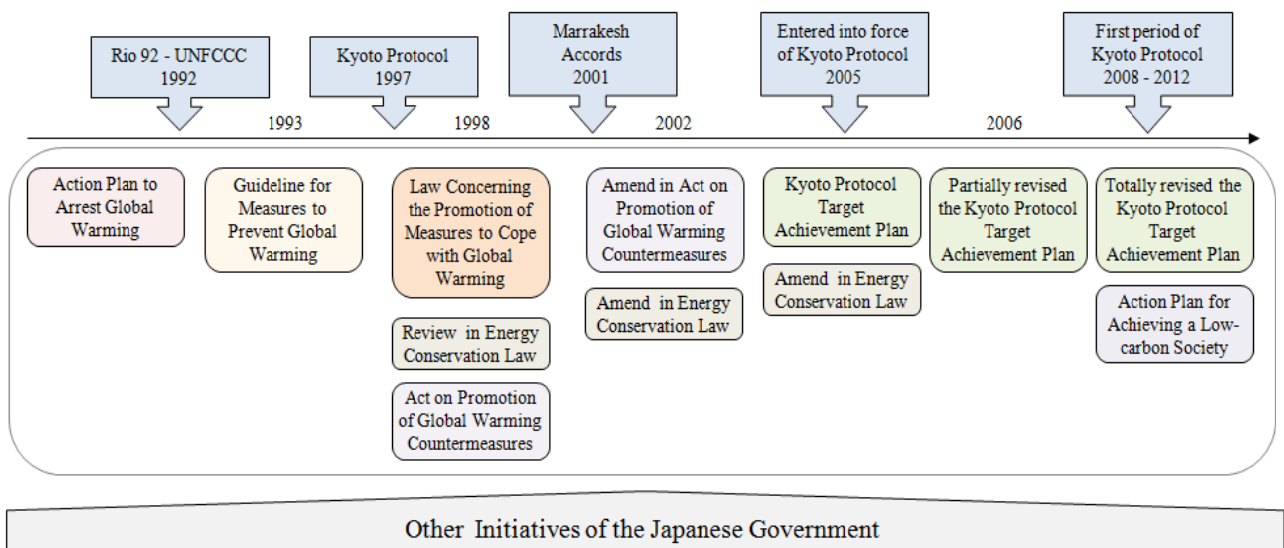 Rio 92 - UNFCCC
1992
Kyoto Protocol
1997
Marrakesh
Accords
2001
Entered into force
of Kyoto Protocol
2005
First period of
Kyoto Protocol
2008 - 2012
1993
1998
2002
2006
Action Plan to
Arrest Global
Warming
Guideline for
Measures to
Prevent Global
Warming
Law Concerning
the Promotion of
Measures to Cope
with Global
Warming
Review in Energy
Conservation Law
Act on Promotion
of Global Warming
Countermeasures
Amend in Act on
Promotion of
Global Warming
Countermeasures
Amend in Energy
Conservation Law
Kyoto Protocol
Target
Achievement Plan
Amend in Energy
Conservation Law
Partially revised
the Kyoto Protocol
Target
Achievement Plan
Totally revised the
Kyoto Protocol
Target
Achievement Plan
Action Plan for
Achieving a Low-
carbon Society
Other Initiatives of the Japanese Government